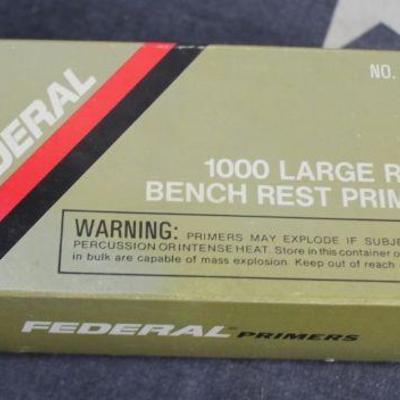 FEDERAL
NO.
1000 LARGE R
BENCH REST PRIM
WARNING: PRIMERS MAY EXPLODE IF SUBJE
PERCUSSION OR INTENSE HEAT. Store in this container o
in bulk are capable of mass explosion. Keep out of reach
FEDERAL PRIMERS